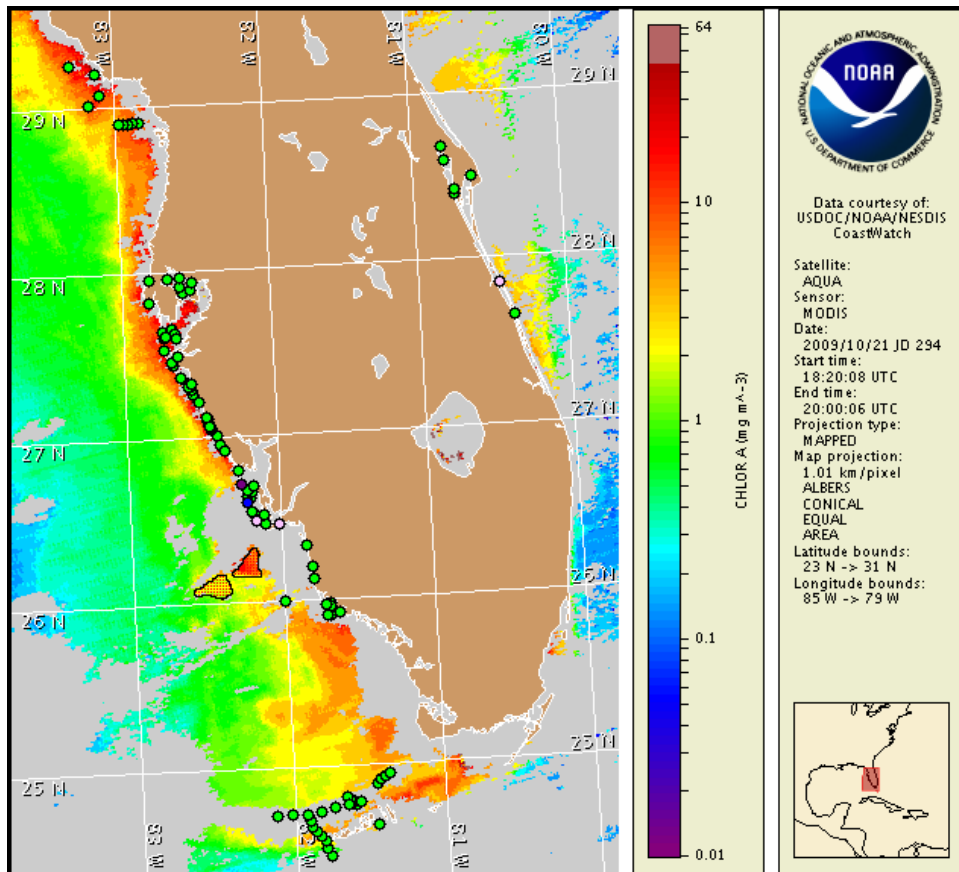 83 W
82 W
81 W
80 W
29 N
29 N
28 N
28 N
27 N
27 N
26 N
26 N
25 N
25 N
83 W
82 W
81 W
64
10
1
0.1
0.01
CHLOR A (mg m^-3)
NATIONAL OCEANIC AND ATMOSPHERIC ADMINISTRATION
NOAA
U.S. DEPARTMENT OF COMMERCE
Data courtesy of:
USDOC/NOAA/NESDIS
CoastWatch
Satellite:
AQUA
Sensor:
MODIS
Date:
2009/10/21 JD 294
Start time:
18:20:08 UTC
End time:
20:00:06 UTC
Projection type:
MAPPED
Map projection:
1.01 km/pixel
ALBERS
CONICAL
EQUAL
AREA
Latitude bounds:
23 N -> 31 N
Longitude bounds:
85 W -> 79 W